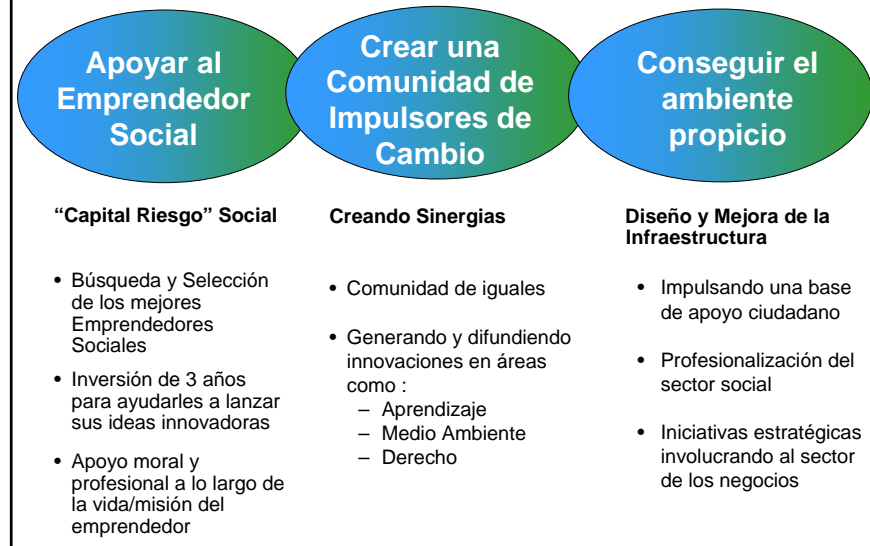 Apoyar al
Emprendedor
Social
Crear una
Comunidad de
Impulsores de
Cambio
Conseguir el
ambiente
propicio
“Capital Riesgo” Social
• Búsqueda y Selección
de los mejores
Emprendedores
Sociales
• Inversión de 3 años
para ayudarles a lanzar
sus ideas innovadoras
• Apoyo moral y
profesional a lo largo de
la vida/misión del
emprendedor
Creando Sinergias
• Comunidad de iguales
• Generando y difundiendo
innovaciones en áreas
como :
– Aprendizaje
– Medio Ambiente
– Derecho
Diseño y Mejora de la
Infraestructura
• Impulsando una base
de apoyo ciudadano
• Profesionalización del
sector social
• Iniciativas estratégicas
involucrando al sector
de los negocios